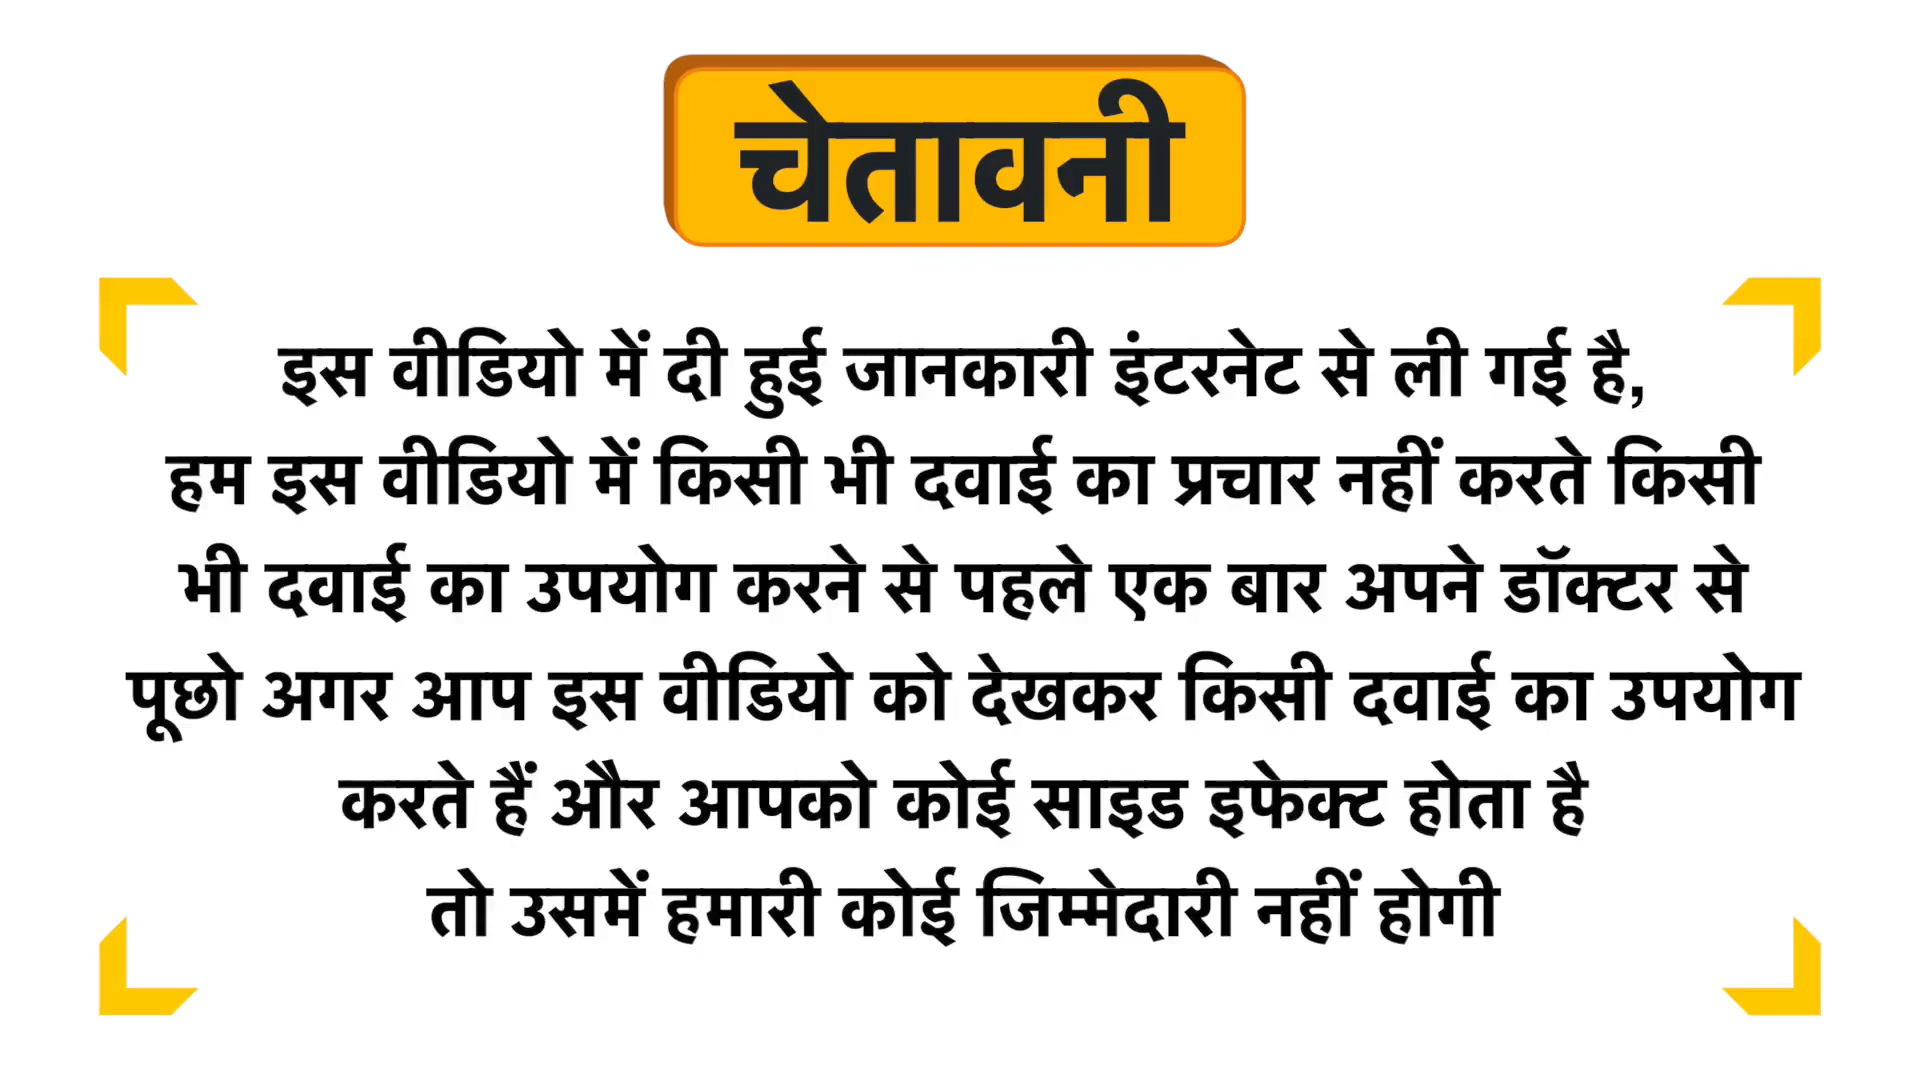 चेतावनी
इस वीडियो में दी हुई जानकारी इंटरनेट से ली गई है,
हम इस वीडियो में किसी भी दवाई का प्रचार नहीं करते किसी
भी दवाई का उपयोग करने से पहले एक बार अपने डॉक्टर से
पूछो अगर आप इस वीडियो को देखकर किसी दवाई का उपयोग
करते हैं और आपको कोई साइड इफेक्ट होता है
तो उसमें हमारी कोई जिम्मेदारी नहीं होगी